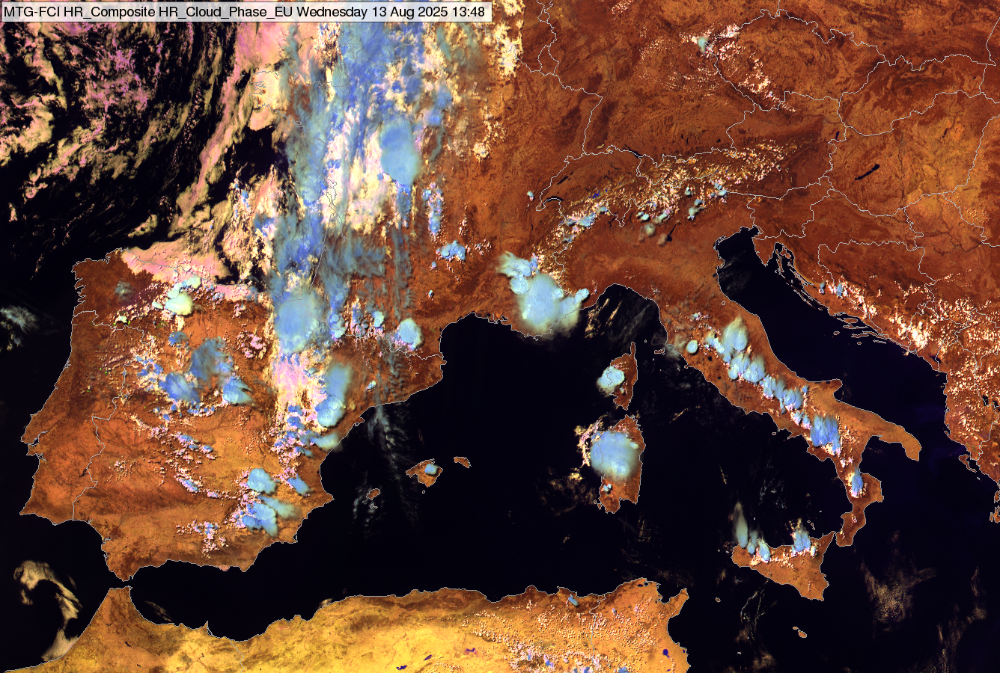 MTG-FCI HR_Composite HR_Cloud_Phase_EU Wednesday 13 Aug 2025 13:48